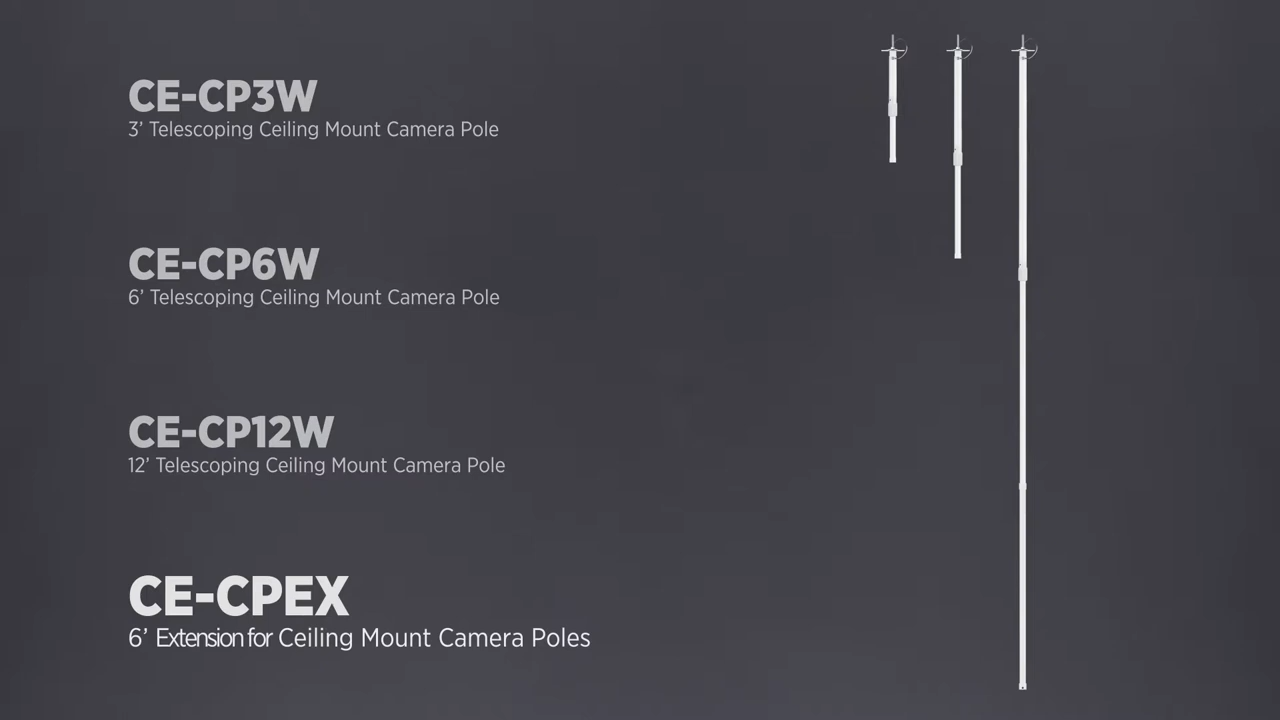 CE-CP3W
3’ Telescoping Ceiling Mount Camera Pole
CE-CP6W
6’ Telescoping Ceiling Mount Camera Pole
CE-CP12W
12’ Telescoping Ceiling Mount Camera Pole
CE-CPEX
6’ Extension for Ceiling Mount Camera Poles